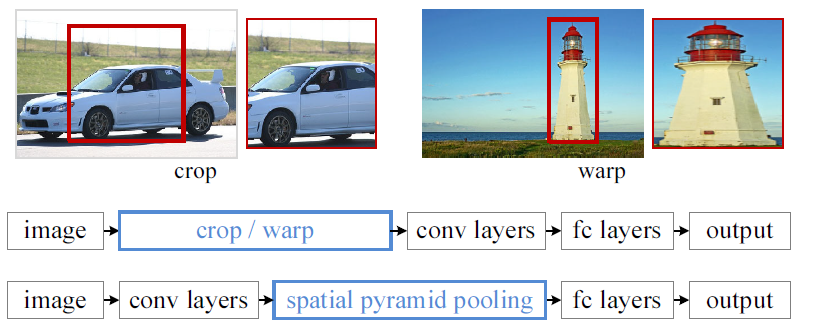 crop
warp
image crop / warp conv layers fc layers output
image conv layers spatial pyramid pooling fc layers output